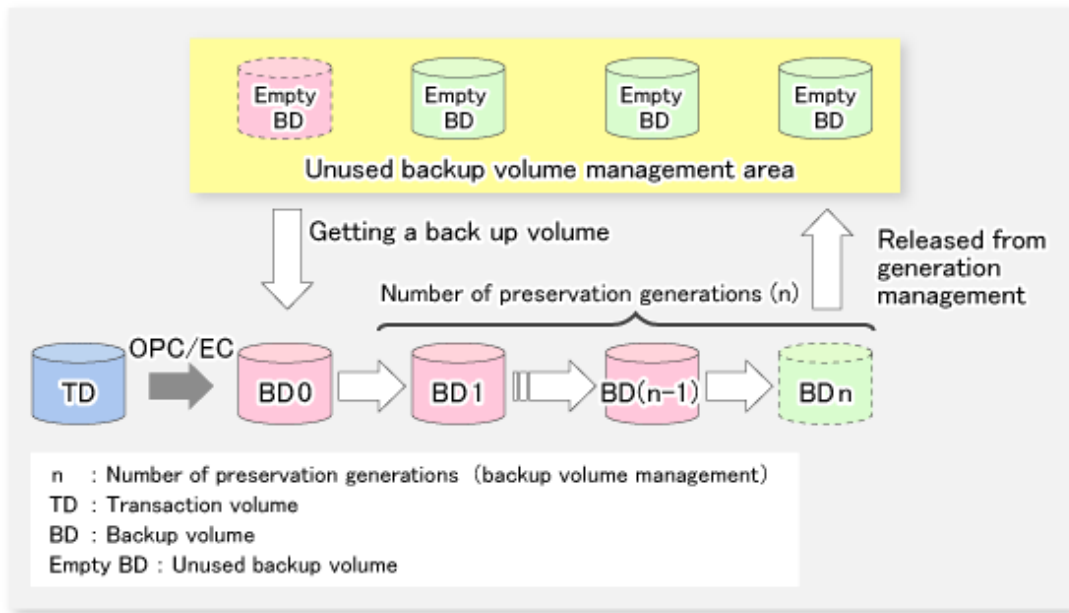 Empty
BD
Empty
BD
Empty
BD
Empty
BD
Unused backup volume management area
Getting a back up volume
Released from
generation
management
Number of preservation generations (n)
OPC/EC
TD
BD0
BD1
BD(n-1)
BDn
n : Number of preservation generations (backup volume management)
TD : Transaction volume
BD : Backup volume
Empty BD : Unused backup volume